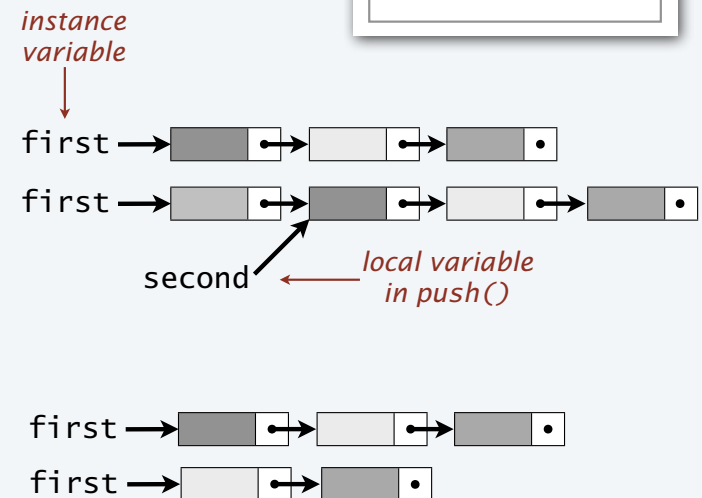 instance
variable
first
first
second
local variable
in push()
first
first